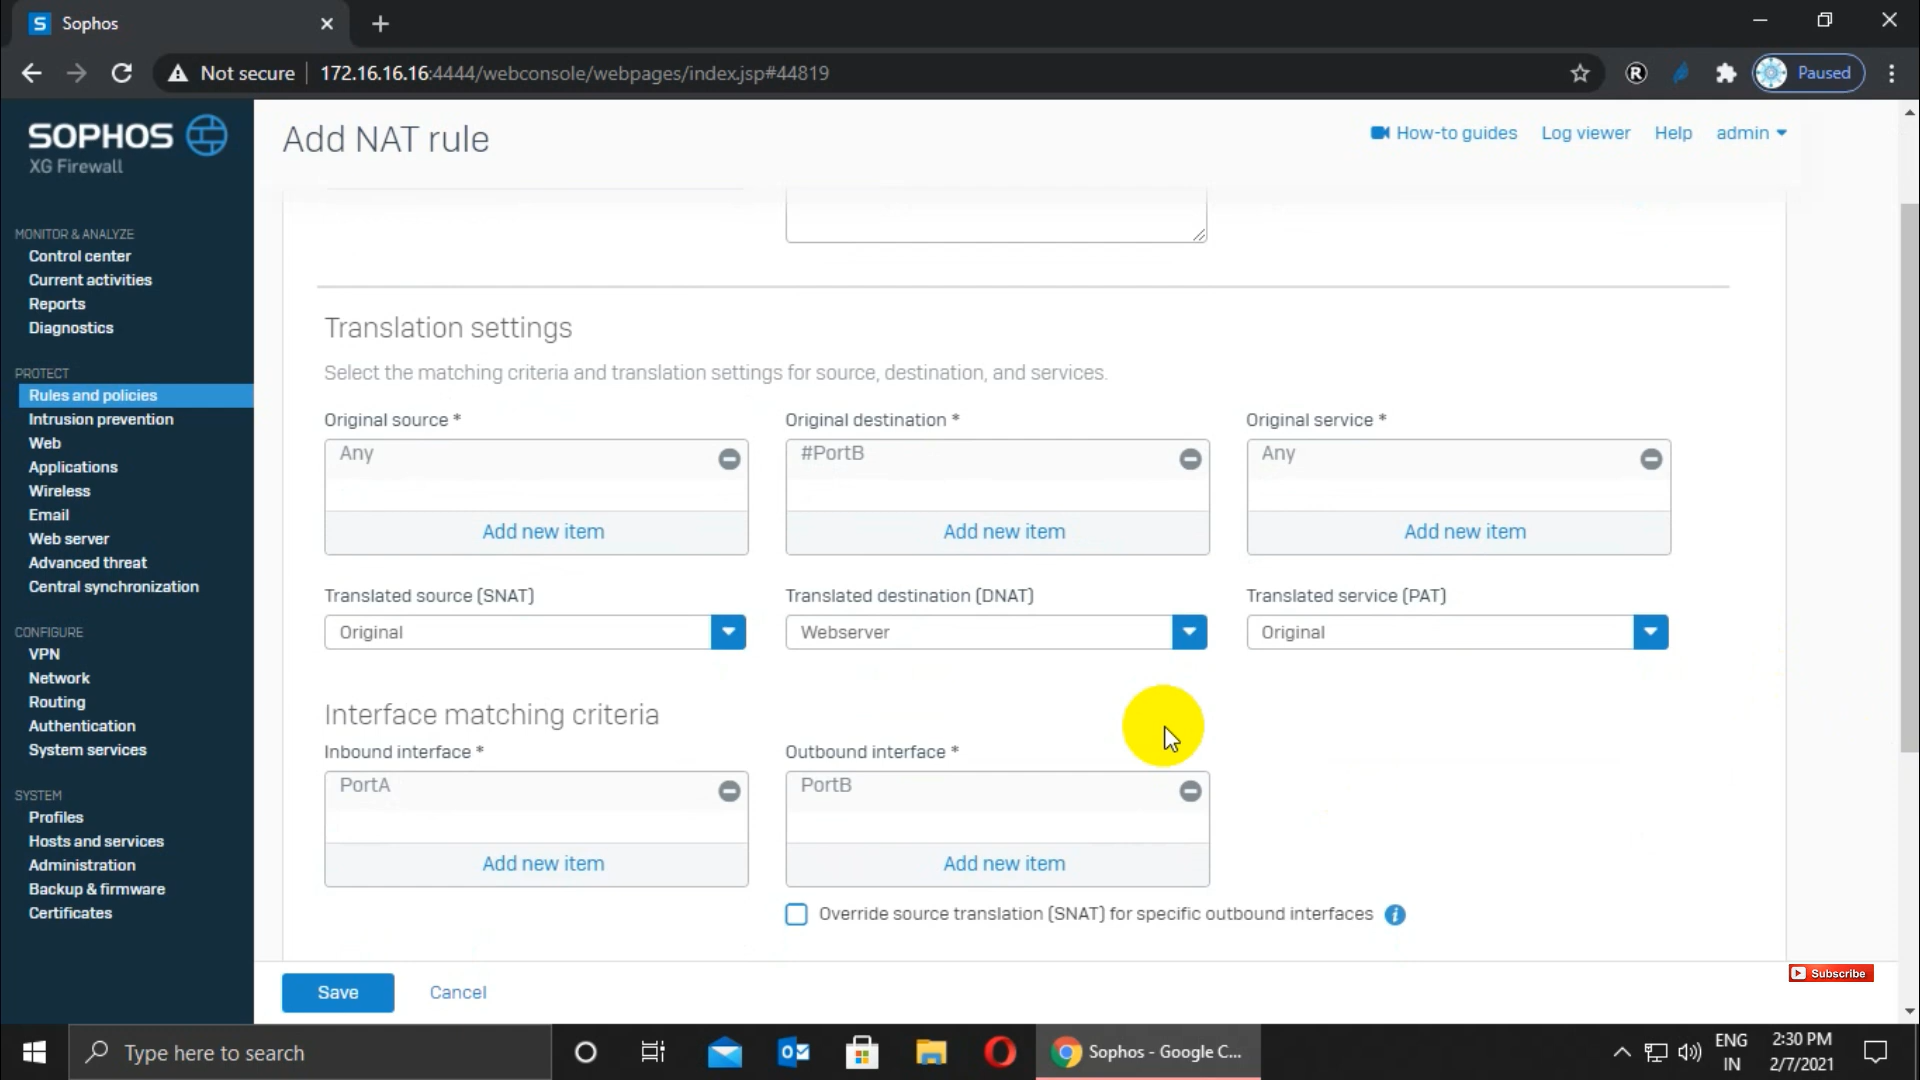 Sophos
Not secure
172.16.16.16:4444/webconsole/webpages/index.jsp#44819
R
Paused
SOPHOS
XG Firewall
Add NAT rule
How-to guides
Log viewer
Help
admin
MONITOR & ANALYZE
Control center
Current activities
Reports
Diagnostics
PROTECT
Rules and policies
Intrusion prevention
Web
Applications
Wireless
Email
Web server
Advanced threat
Central synchronization
CONFIGURE
VPN
Network
Routing
Authentication
System services
SYSTEM
Profiles
Hosts and services
Administration
Backup & firmware
Certificates
Translation settings
Select the matching criteria and translation settings for source, destination, and services.
Original source *
Original destination *
Original service *
Any
#PortB
Any
Add new item
Add new item
Add new item
Translated source (SNAT)
Translated destination (DNAT)
Translated service (PAT)
Original
Webserver
Original
Interface matching criteria
Inbound interface *
Outbound interface *
PortA
PortB
Add new item
Add new item
Override source translation (SNAT) for specific outbound interfaces
Save
Cancel
Subscribe
Type here to search
Sophos - Google C...
ENG
IN
2:30 PM
2/7/2021